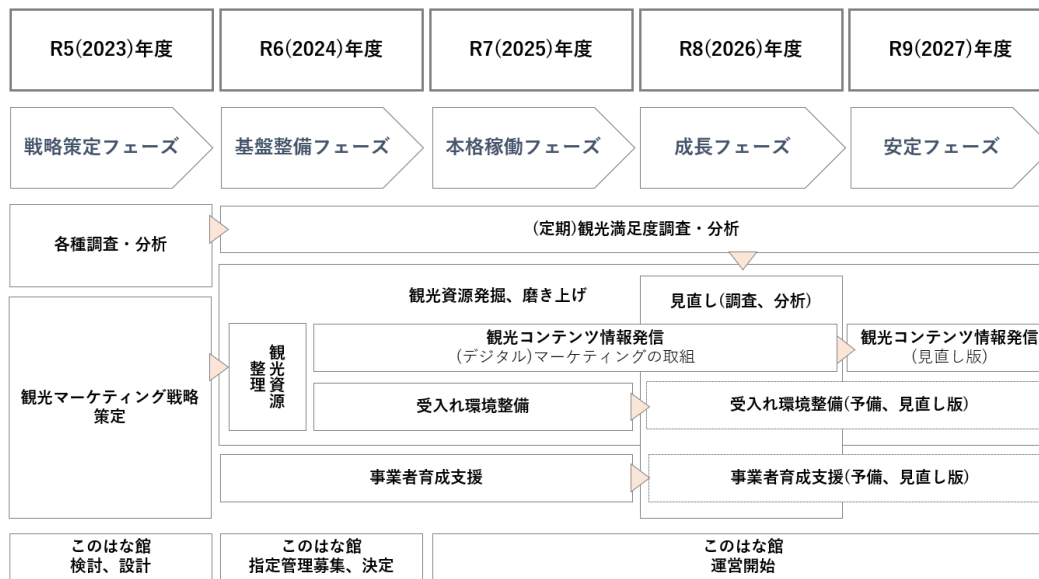 R5(2023)年度
R6(2024)年度
R7(2025)年度
R8(2026)年度
R9(2027)年度
戦略策定フェーズ
基盤整備フェーズ
本格稼働フェーズ
成長フェーズ
安定フェーズ
各種調査・分析
(定期)観光満足度調査・分析
観光マーケティング戦略
策定
観光資源発掘、磨き上げ
見直し(調査、分析)
観光資源
整理
観光コンテンツ情報発信
(デジタル)マーケティングの取組
観光コンテンツ情報発信
(見直し版)
受入れ環境整備
受入れ環境整備(予備、見直し版)
事業者育成支援
事業者育成支援(予備、見直し版)
このはな館
検討、設計
このはな館
指定管理募集、決定
このはな館
運営開始